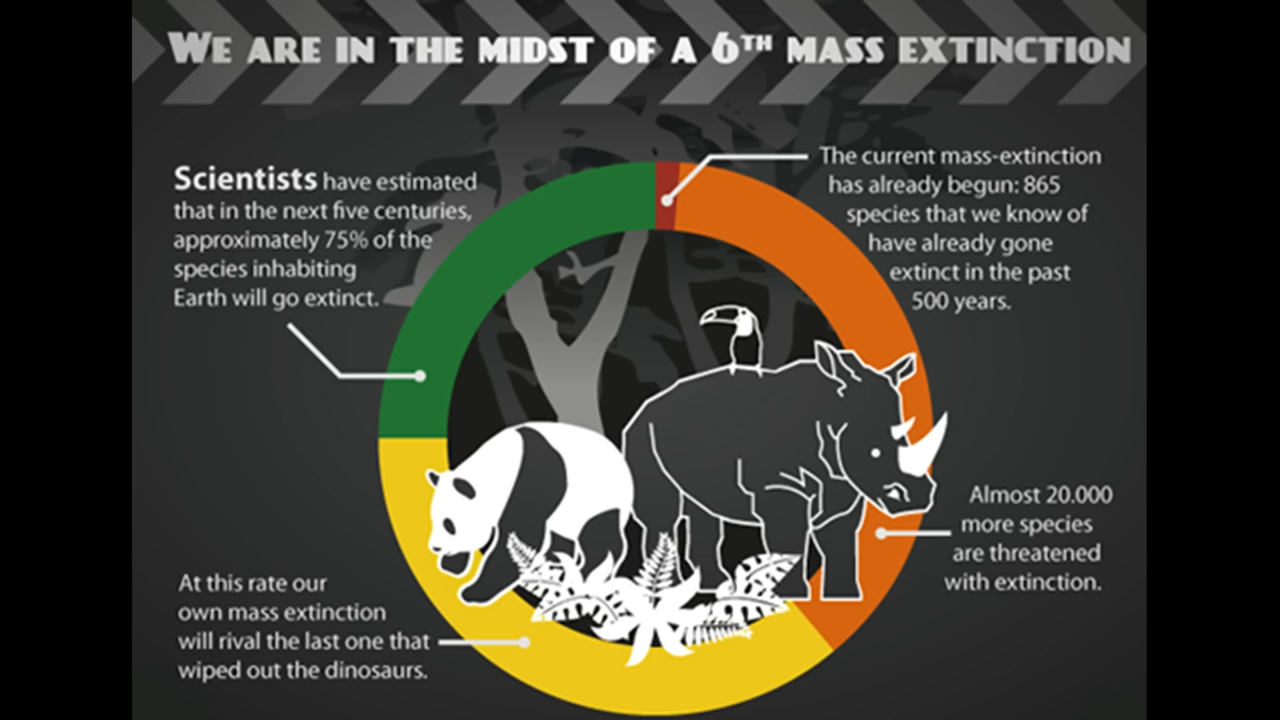 WE ARE IN THE MIDST OF A 6TH MASS EXTINCTION
Scientists have estimated
that in the next five centuries,
approximately 75% of the
species inhabiting
Earth will go extinct.
The current mass-extinction
has already begun: 865
species that we know of
have already gone
extinct in the past
500 years.
Almost 20.000
more species
are threatened
with extinction.
At this rate our
own mass extinction
will rival the last one that
wiped out the dinosaurs.